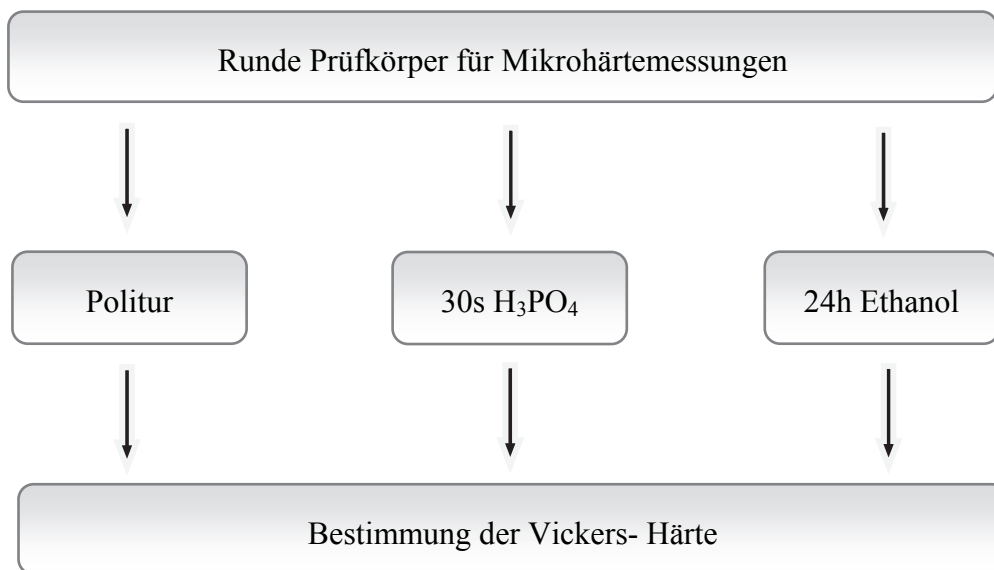 Runde Prüfkörper für Mikrohärtemessungen
Politur
30s H₃PO₄
24h Ethanol
Bestimmung der Vickers- Härte